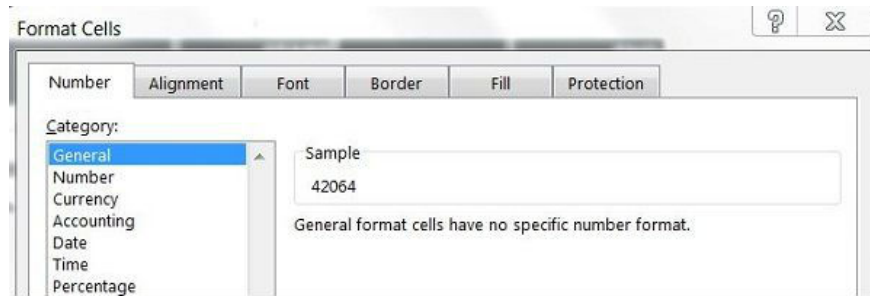 Format Cells
Number Alignment Font Border Fill Protection
Category:
General
Number
Currency
Accounting
Date
Time
Percentage
Sample
42064
General format cells have no specific number format.